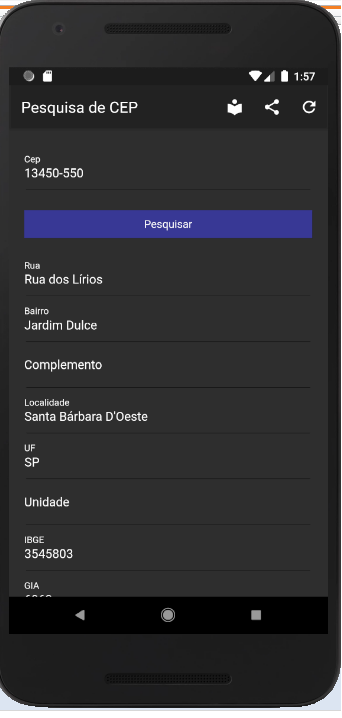 1:57
Pesquisa de CEP
Cep
13450-550
Pesquisar
Rua
Rua dos Lírios
Bairro
Jardim Dulce
Complemento
Localidade
Santa Bárbara D'Oeste
UF
SP
Unidade
IBGE
3545803
GIA